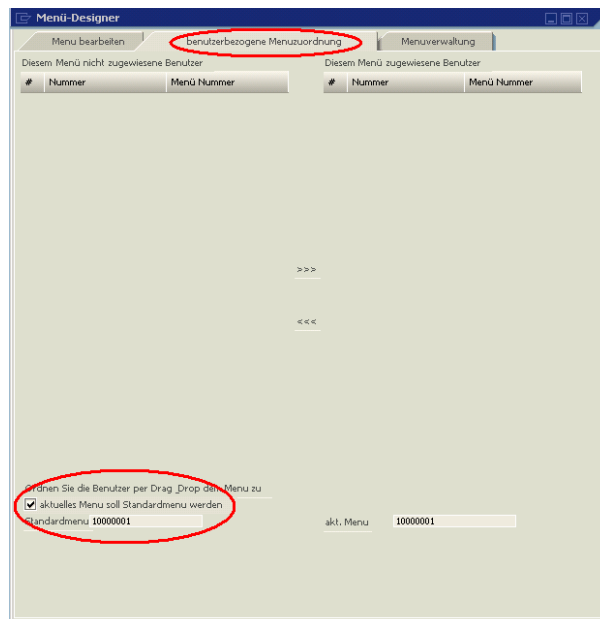 Menü-Designer
Menu bearbeiten benutzerbezogene Menuzuordnung Menuverwaltung
Diesem Menü nicht zugewiesene Benutzer Diesem Menü zugewiesene Benutzer
# Nummer Menü Nummer # Nummer Menü Nummer
>>>
<<<
Ordnen Sie die Benutzer per Drag_Drop dem Menu zu
aktuelles Menu soll Standardmenu werden
Standardmenu 10000001 akt. Menu 10000001